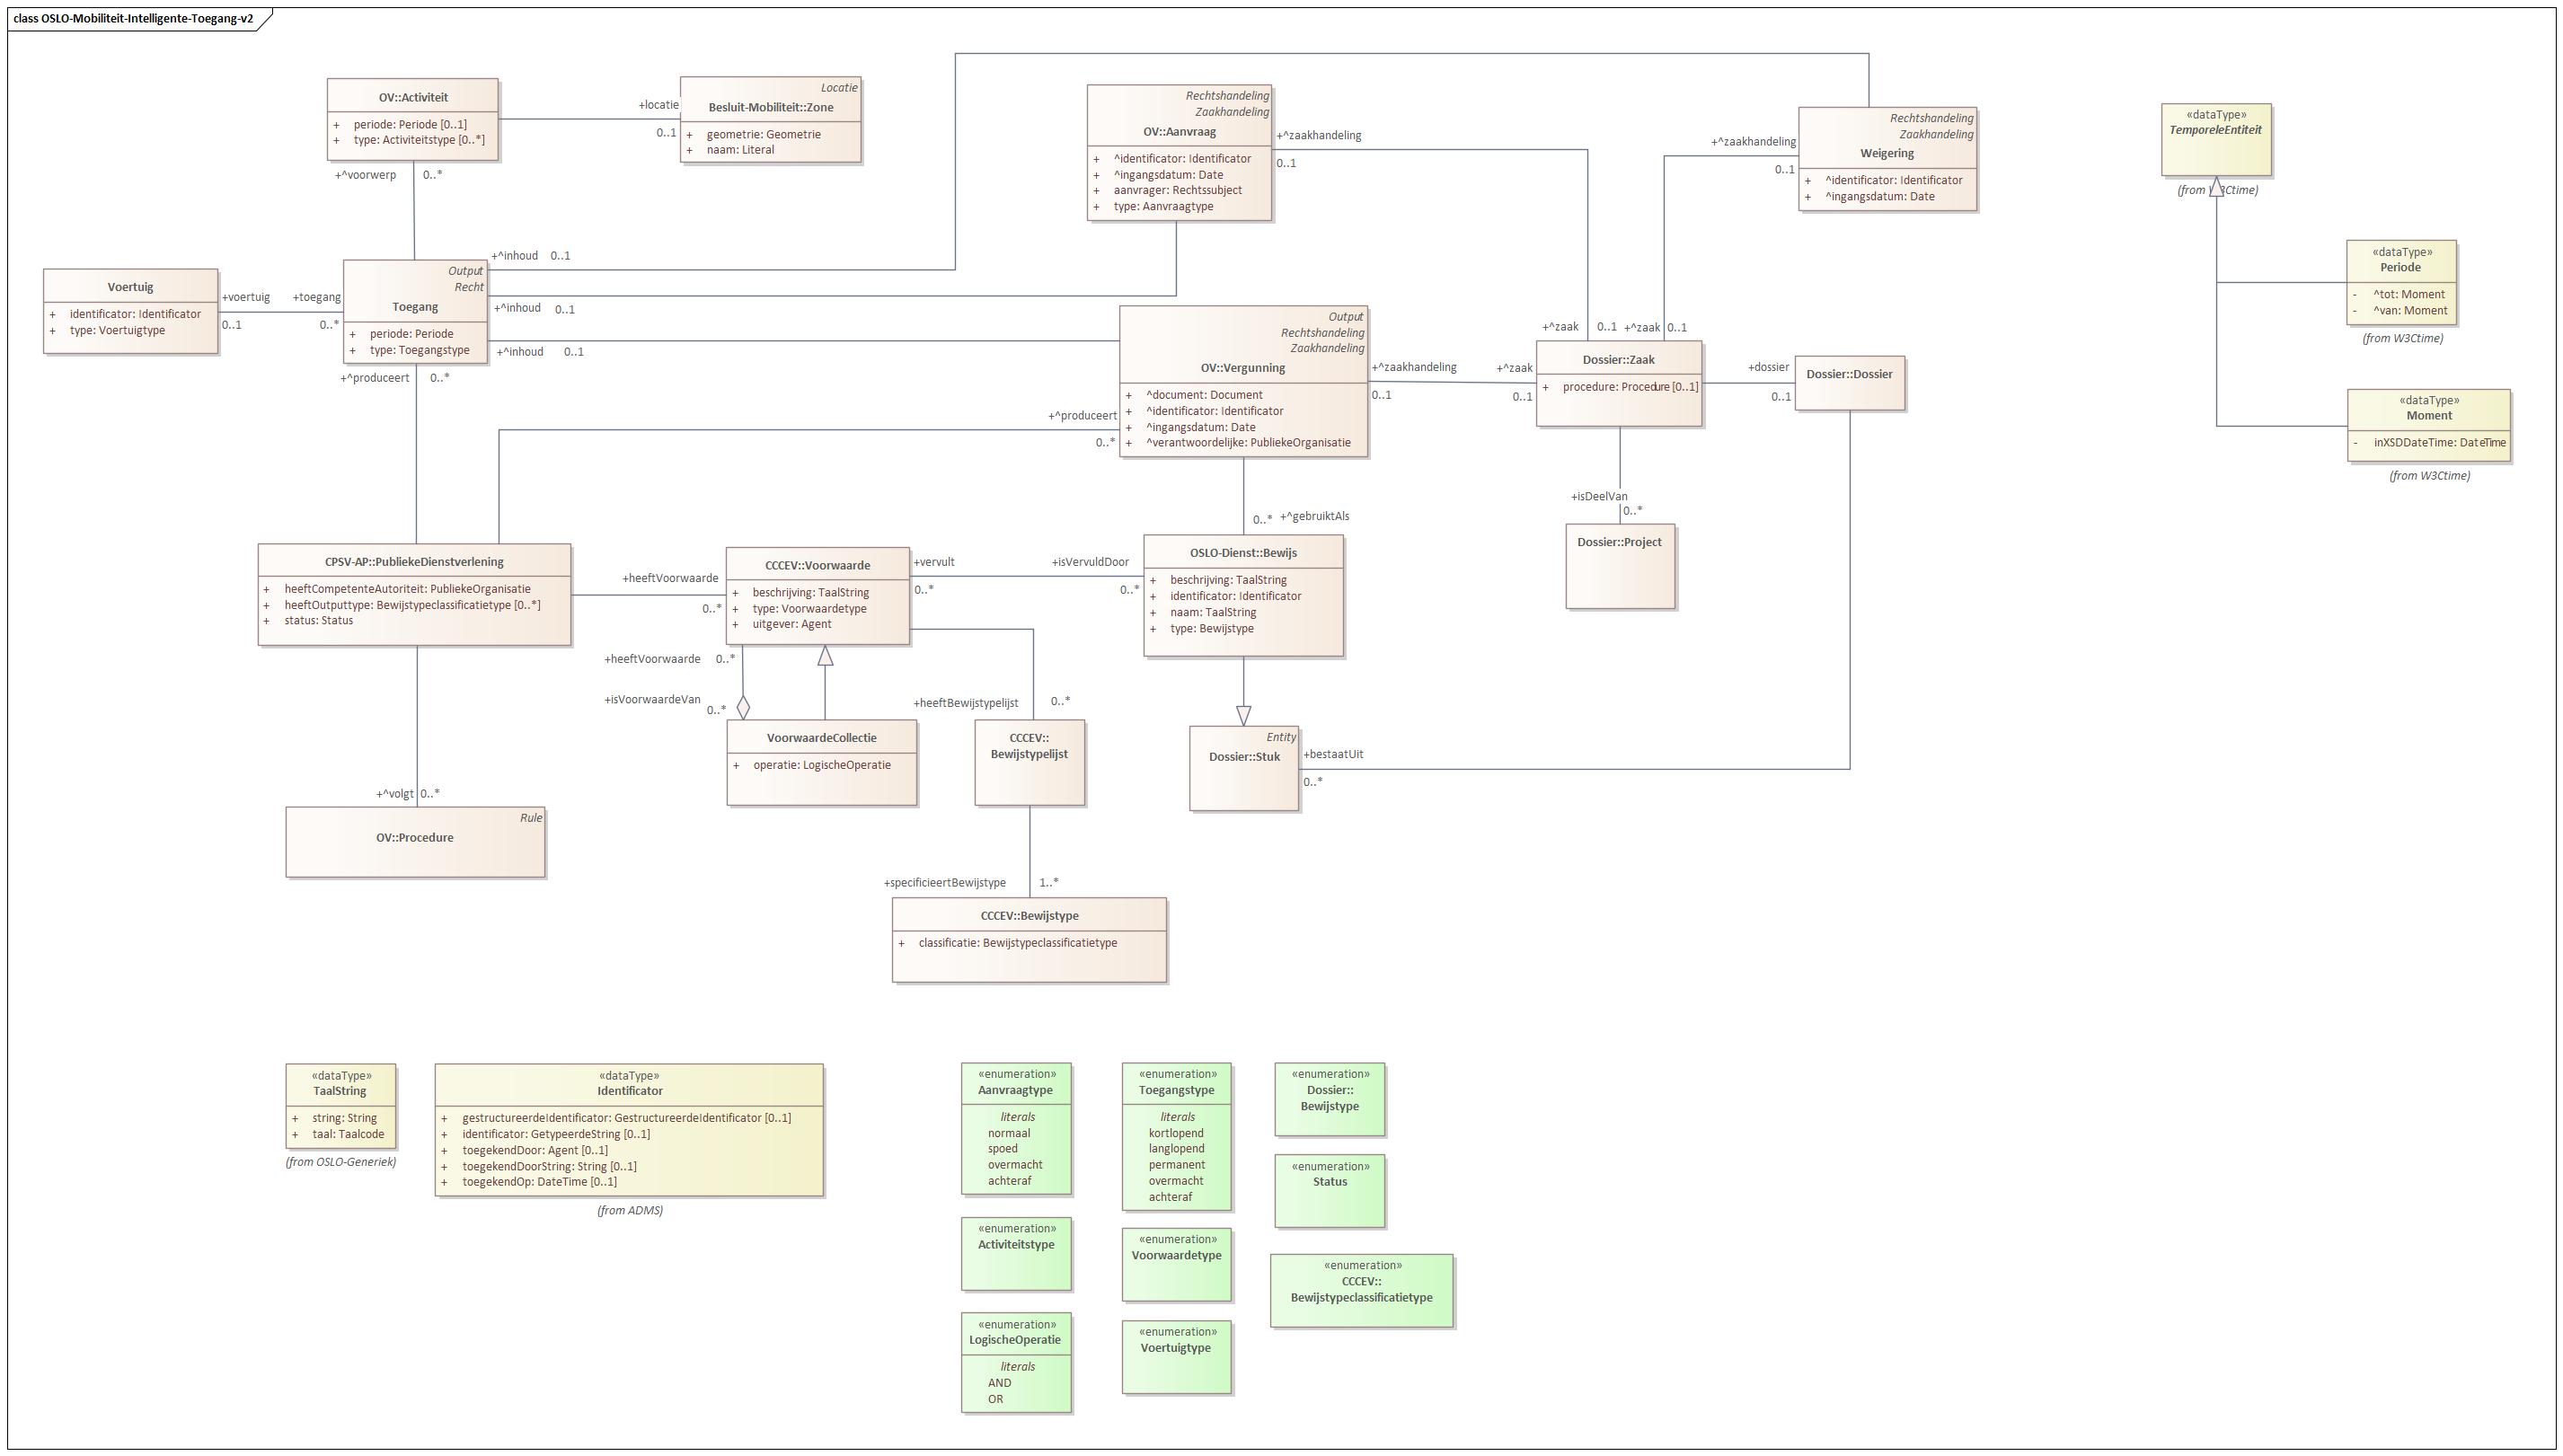 class OSLO-Mobiliteit-Intelligente-Toegang-v2
OV::Activiteit
+ periode: Periode [0..1]
+ type: Activiteitstype [0..*]
+locatie
0..1
Locatie
Besluit-Mobiliteit::Zone
+ geometrie: Geometrie
+ naam: Literal
+^voorwerp 0..*
Rechtshandeling
Zaakhandeling
OV::Aanvraag
+ ^identificator: Identificator
+ ^ingangsdatum: Date
+ aanvrager: Rechtssubject
+ type: Aanvraagtype
+^zaakhandeling
0..1
+^zaakhandeling
0..1
Rechtshandeling
Zaakhandeling
Weigering
+ ^identificator: Identificator
+ ^ingangsdatum: Date
«dataType»
TemporeleEntiteit
(from W3Ctime)
«dataType»
Periode
- ^tot: Moment
- ^van: Moment
(from W3Ctime)
«dataType»
Moment
- inXSDDateTime: DateTime
(from W3Ctime)
Voertuig
+ identificator: Identificator
+ type: Voertuigtype
+voertuig
0..1
+toegang
0..*
Output
Recht
Toegang
+ periode: Periode
+ type: Toegangstype
+^inhoud 0..1
+^inhoud 0..1
+^inhoud 0..1
+^produceert 0..*
Output
Rechtshandeling
Zaakhandeling
OV::Vergunning
+ ^document: Document
+ ^identificator: Identificator
+ ^ingangsdatum: Date
+ ^verantwoordelijke: PubliekeOrganisatie
+^produceert
0..*
+^zaakhandeling
0..1
+^zaak
0..1
+^zaak 0..1
+^zaak 0..1
Dossier::Zaak
+ procedure: Procedure [0..1]
+dossier
0..1
Dossier::Dossier
+isDeelVan
0..*
Dossier::Project
0..* +^gebruiktAls
CPSV-AP::PubliekeDienstverlening
+ heeftCompetenteAutoriteit: PubliekeOrganisatie
+ heeftOutputtype: Bewijstypeclassificatietype [0..*]
+ status: Status
+heeftVoorwaarde
0..*
CCCEV::Voorwaarde
+ beschrijving: TaalString
+ type: Voorwaardetype
+ uitgever: Agent
+vervult
0..*
+isVervuldDoor
0..*
OSLO-Dienst::Bewijs
+ beschrijving: TaalString
+ identificator: Identificator
+ naam: TaalString
+ type: Bewijstype
+heeftVoorwaarde 0..*
+isVoorwaardeVan
0..*
+heeftBewijstypelijst 0..*
VoorwaardeCollectie
+ operatie: LogischeOperatie
CCCEV::
Bewijstypelijst
Entity
Dossier::Stuk
+bestaatUit
0..*
+^volgt 0..*
Rule
OV::Procedure
+specificieertBewijstype 1..*
CCCEV::Bewijstype
+ classificatie: Bewijstypeclassificatietype
«dataType»
TaalString
+ string: String
+ taal: Taalcode
(from OSLO-Generiek)
«dataType»
Identificator
+ gestructureerdeIdentificator: GestructureerdeIdentificator [0..1]
+ identificator: GetypeerdeString [0..1]
+ toegekendDoor: Agent [0..1]
+ toegekendDoorString: String [0..1]
+ toegekendOp: DateTime [0..1]
(from ADMS)
«enumeration»
Aanvraagtype
literals
normaal
spoed
overmacht
achteraf
«enumeration»
Toegangstype
literals
kortlopend
langlopend
permanent
overmacht
achteraf
«enumeration»
Dossier::
Bewijstype
«enumeration»
Status
«enumeration»
Activiteitstype
«enumeration»
Voorwaardetype
«enumeration»
CCCEV::
Bewijstypeclassificatietype
«enumeration»
LogischeOperatie
literals
AND
OR
«enumeration»
Voertuigtype